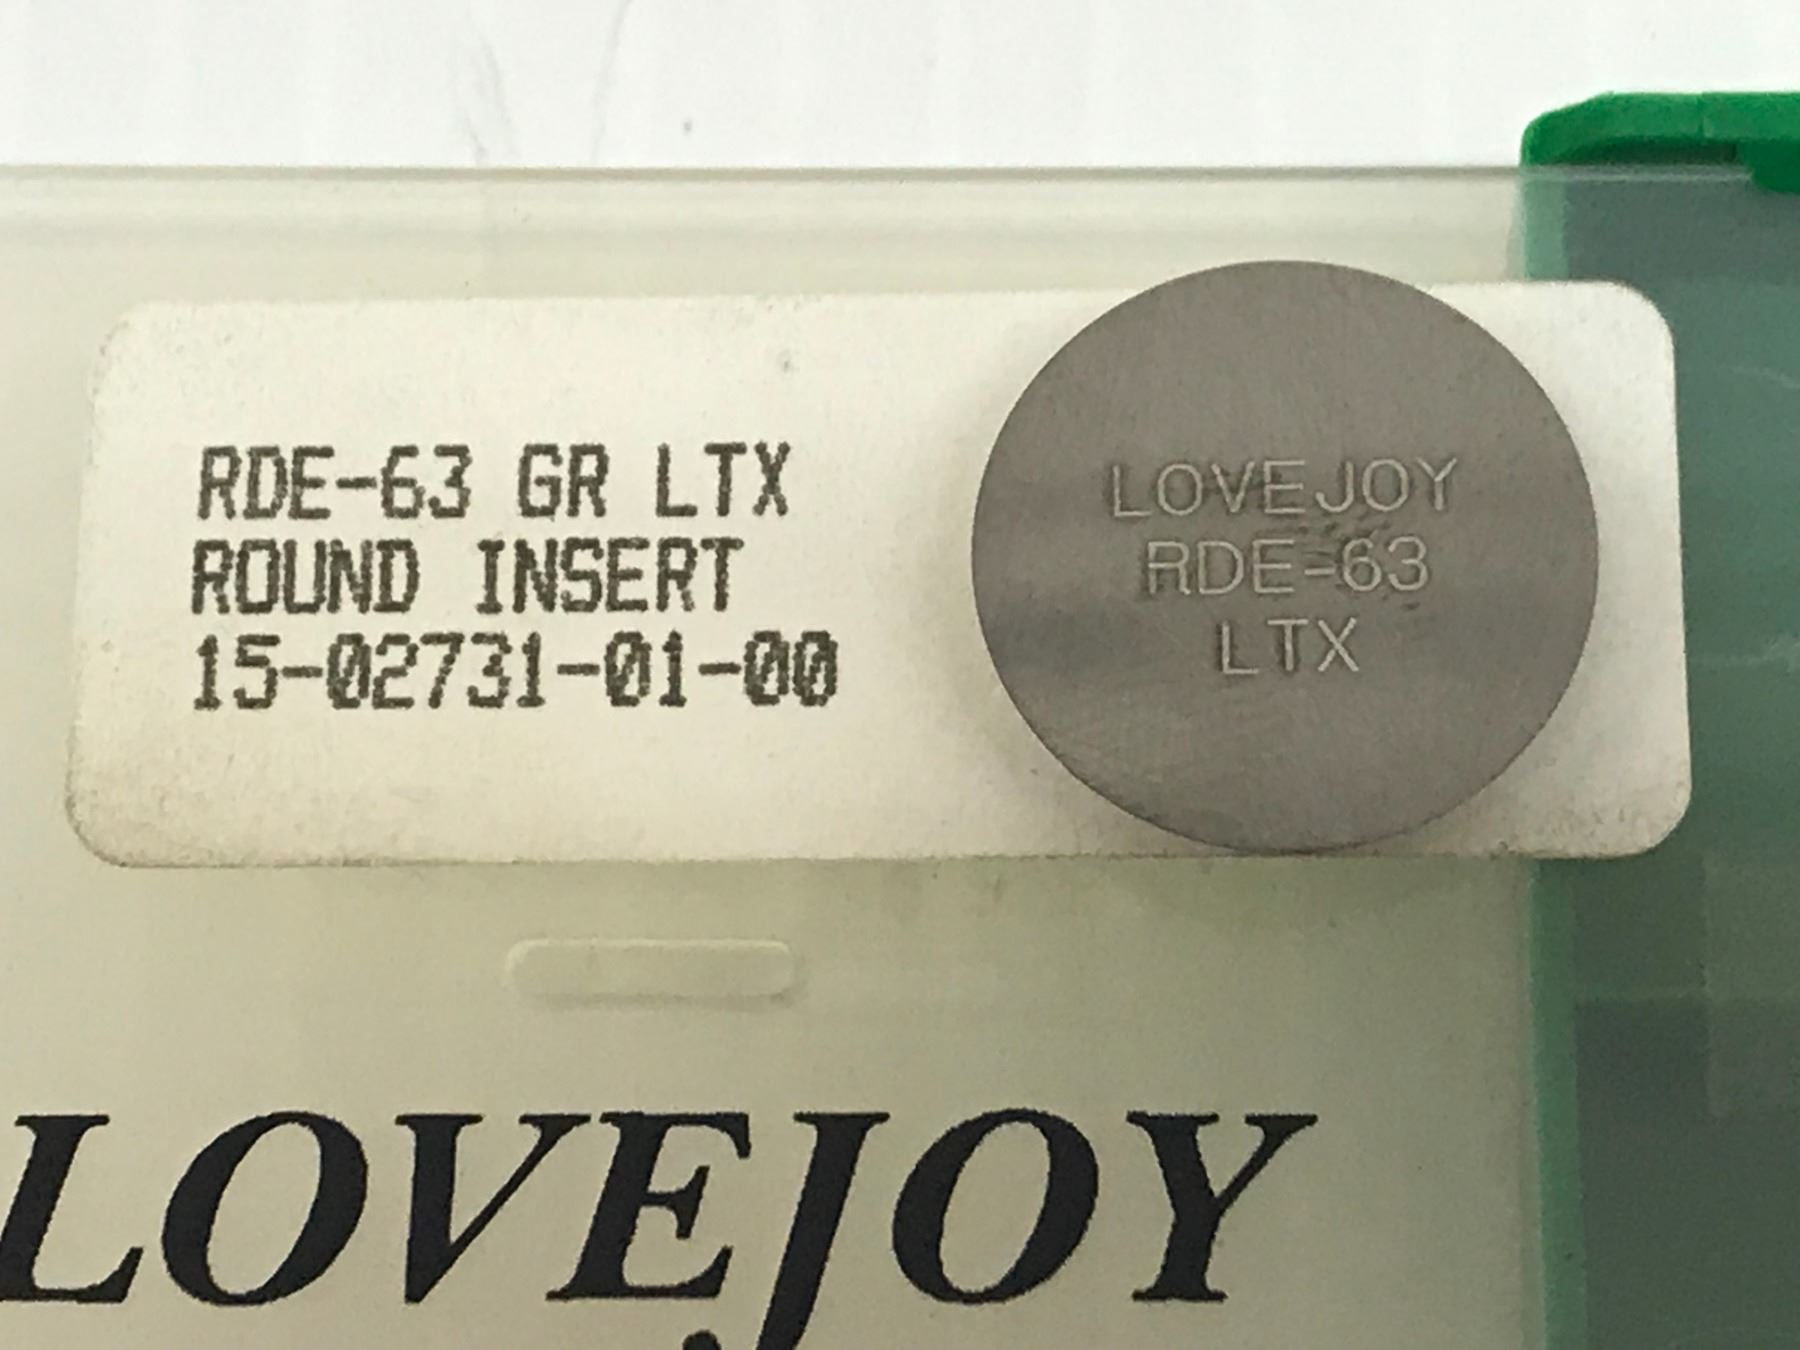 RDE-63 GR LTX
ROUND INSERT
15-02731-01-00
LOVEJOY
RDE-63
LTX
LOVEJOY